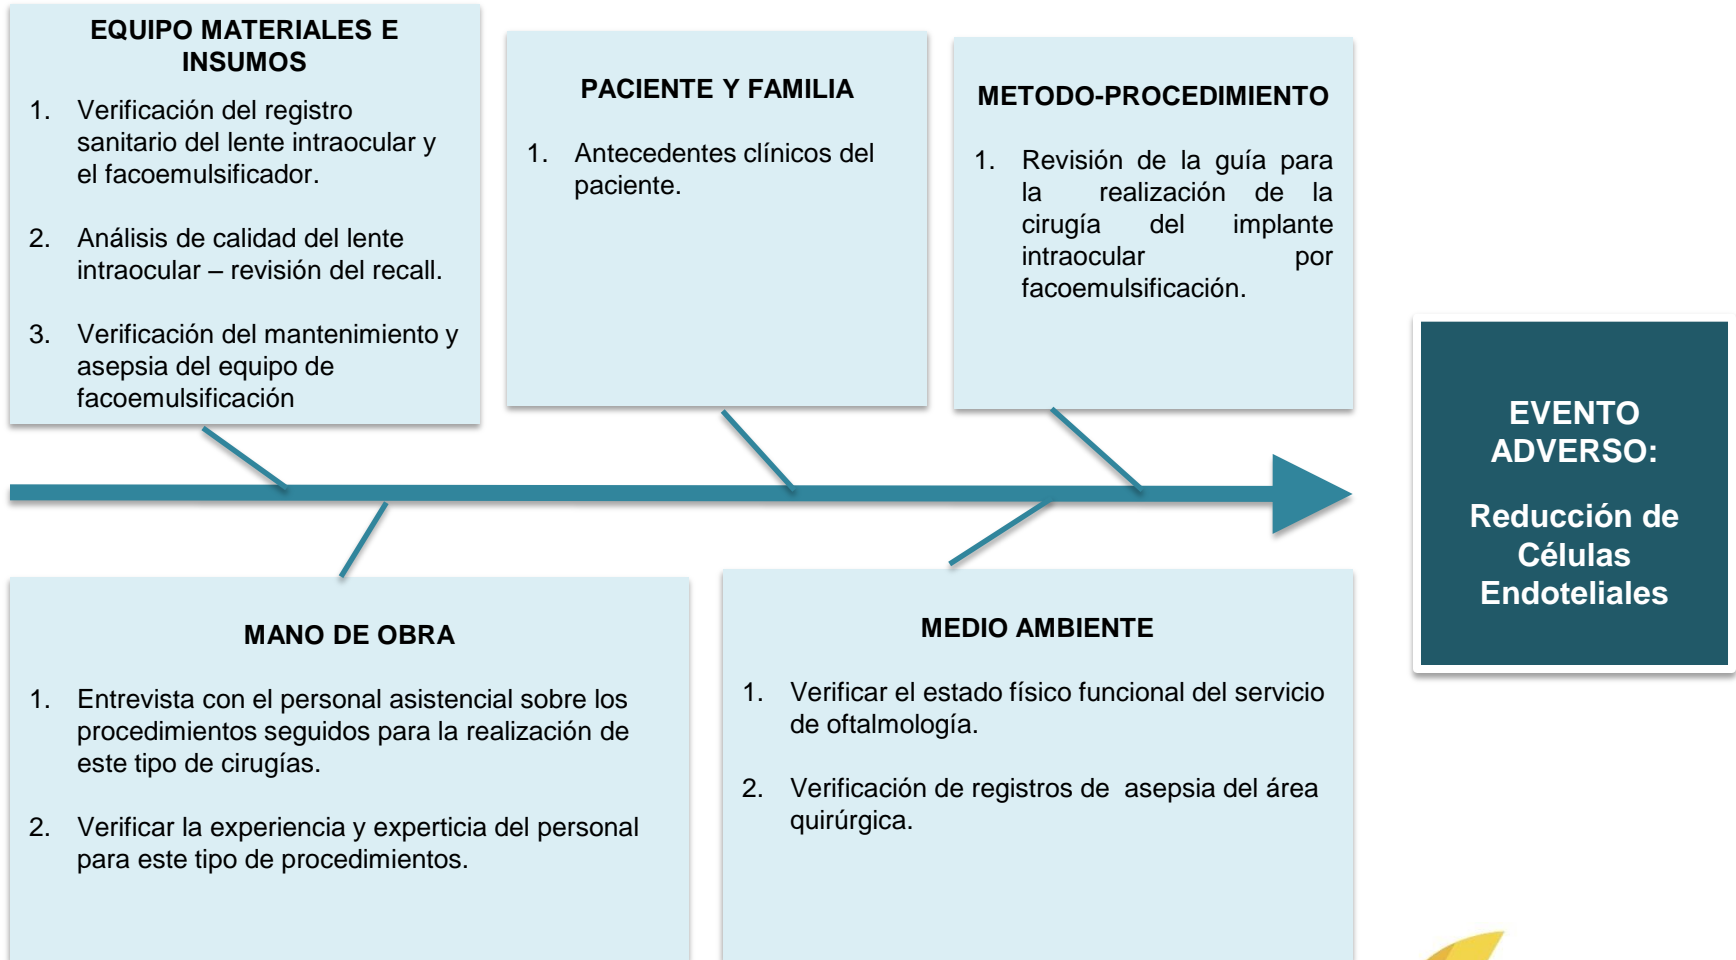 EQUIPO MATERIALES E
INSUMOS
1. Verificación del registro
sanitario del lente intraocular y
el facoemulsificador.
2. Análisis de calidad del lente
intraocular – revisión del recall.
3. Verificación del mantenimiento y
asepsia del equipo de
facoemulsificación
PACIENTE Y FAMILIA
1. Antecedentes clínicos del
paciente.
METODO-PROCEDIMIENTO
1. Revisión de la guía para
la realización de la
cirugía del implante
intraocular por
facoemulsificación.
EVENTO
ADVERSO:
Reducción de
Células
Endoteliales
MANO DE OBRA
1. Entrevista con el personal asistencial sobre los
procedimientos seguidos para la realización de
este tipo de cirugías.
2. Verificar la experiencia y experticia del personal
para este tipo de procedimientos.
MEDIO AMBIENTE
1. Verificar el estado físico funcional del servicio
de oftalmología.
2. Verificación de registros de asepsia del área
quirúrgica.